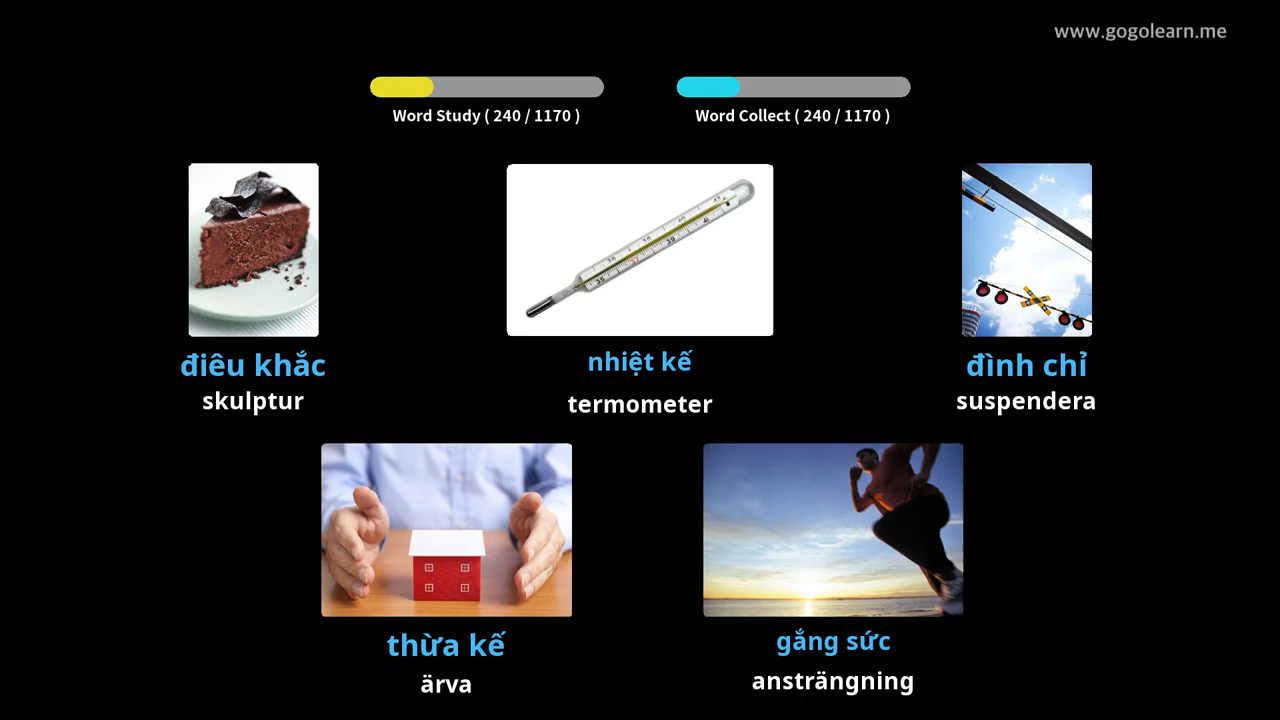 www.gogolearn.me
Word Study ( 240 / 1170 )
Word Collect ( 240 / 1170 )
điêu khắc
skulptur
nhiệt kế
termometer
đình chỉ
suspendera
thừa kế
ärva
gắng sức
ansträngning